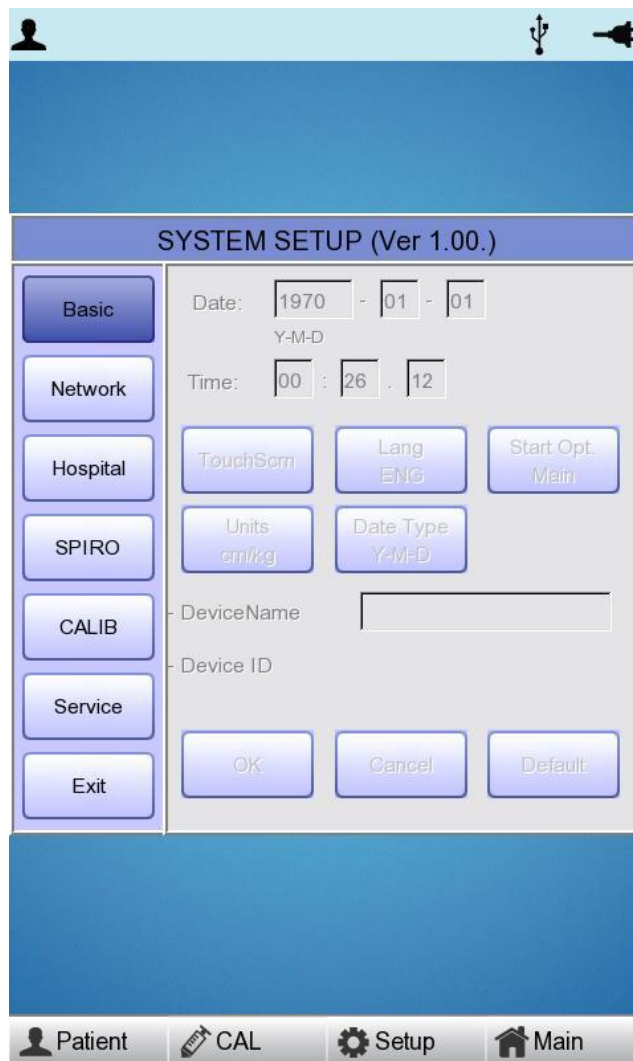 SYSTEM SETUP (Ver 1.00.)
Basic
Network
Hospital
SPIRO
CALIB
Service
Exit
Date: 1970 - 01 - 01
Y-M-D
Time: 00 : 26 . 12
TouchScrn
Lang
ENG
Start Opt.
Main
Units
cm/kg
Date Type
Y-M-D
- DeviceName
- Device ID
OK
Cancel
Default
Patient
CAL
Setup
Main